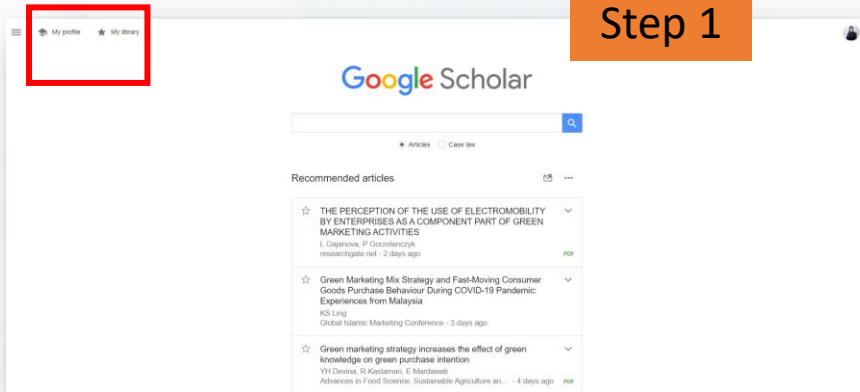 Step 1
My profile
My library
Google Scholar
Articles
Case law
Recommended articles
THE PERCEPTION OF THE USE OF ELECTROMOBILITY
BY ENTERPRISES AS A COMPONENT PART OF GREEN
MARKETING ACTIVITIES
L Gajanova, P Gorzelanczyk
researchgate.net - 2 days ago
PDF
Green Marketing Mix Strategy and Fast-Moving Consumer
Goods Purchase Behaviour During COVID-19 Pandemic:
Experiences from Malaysia
KS Ling
Global Islamic Marketing Conference - 3 days ago
Green marketing strategy increases the effect of green
knowledge on green purchase intention
YH Devina, R Kastaman, E Mardawati
Advances in Food Science, Sustainable Agriculture an... - 4 days ago
PDF